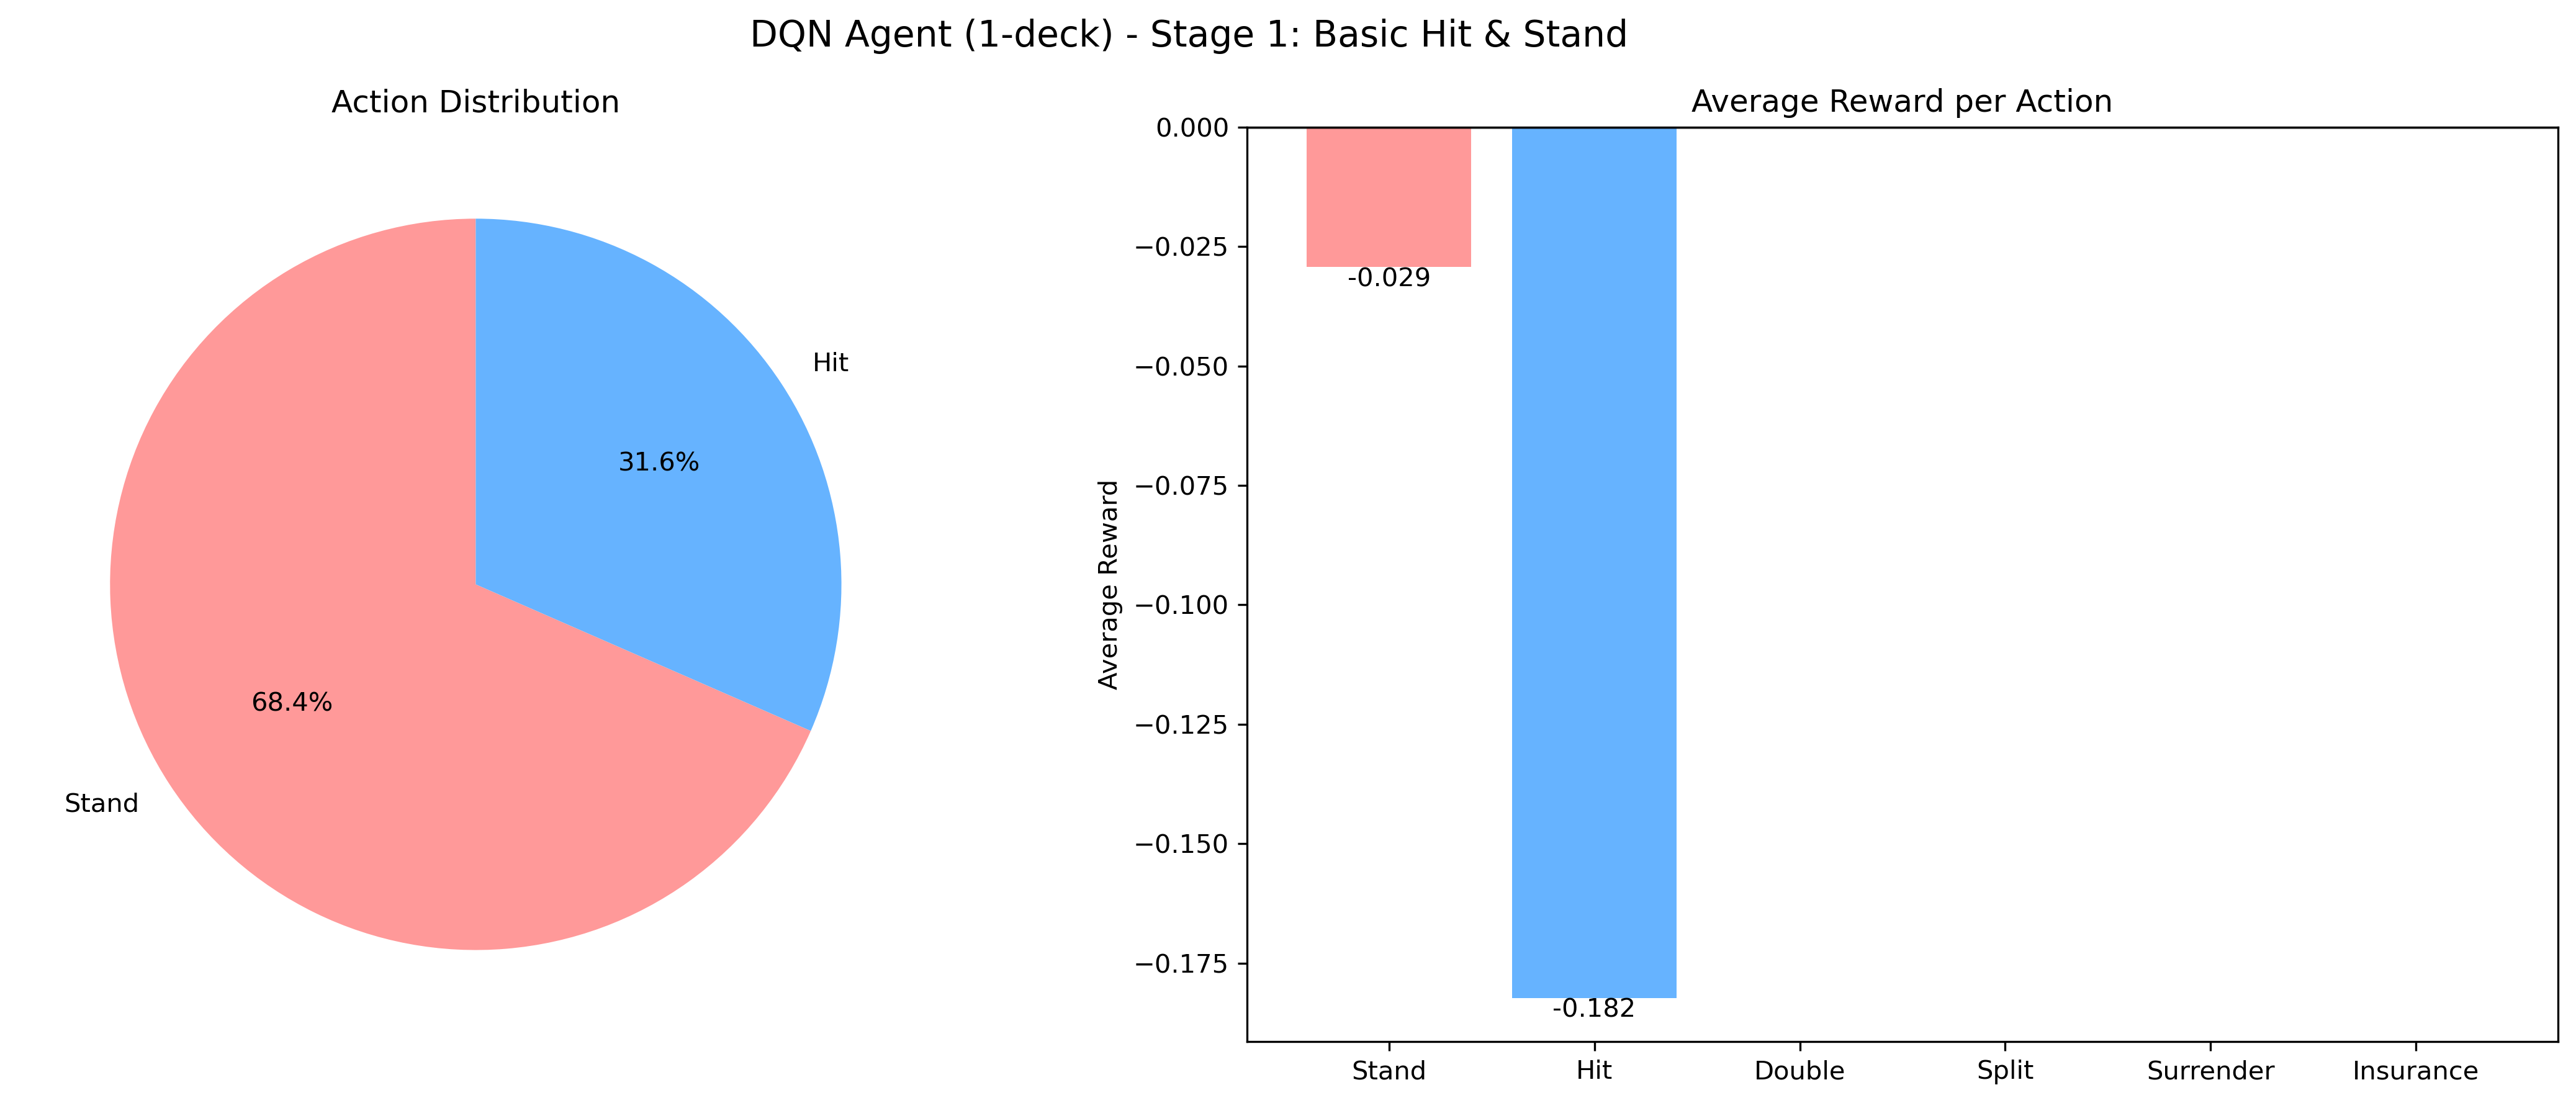 DQN Agent (1-deck) - Stage 1: Basic Hit & Stand
Action Distribution
Hit
31.6%
68.4%
Stand
Average Reward per Action
Average Reward
0.000
−0.025
−0.050
−0.075
−0.100
−0.125
−0.150
−0.175
-0.029
-0.182
Stand Hit Double Split Surrender Insurance